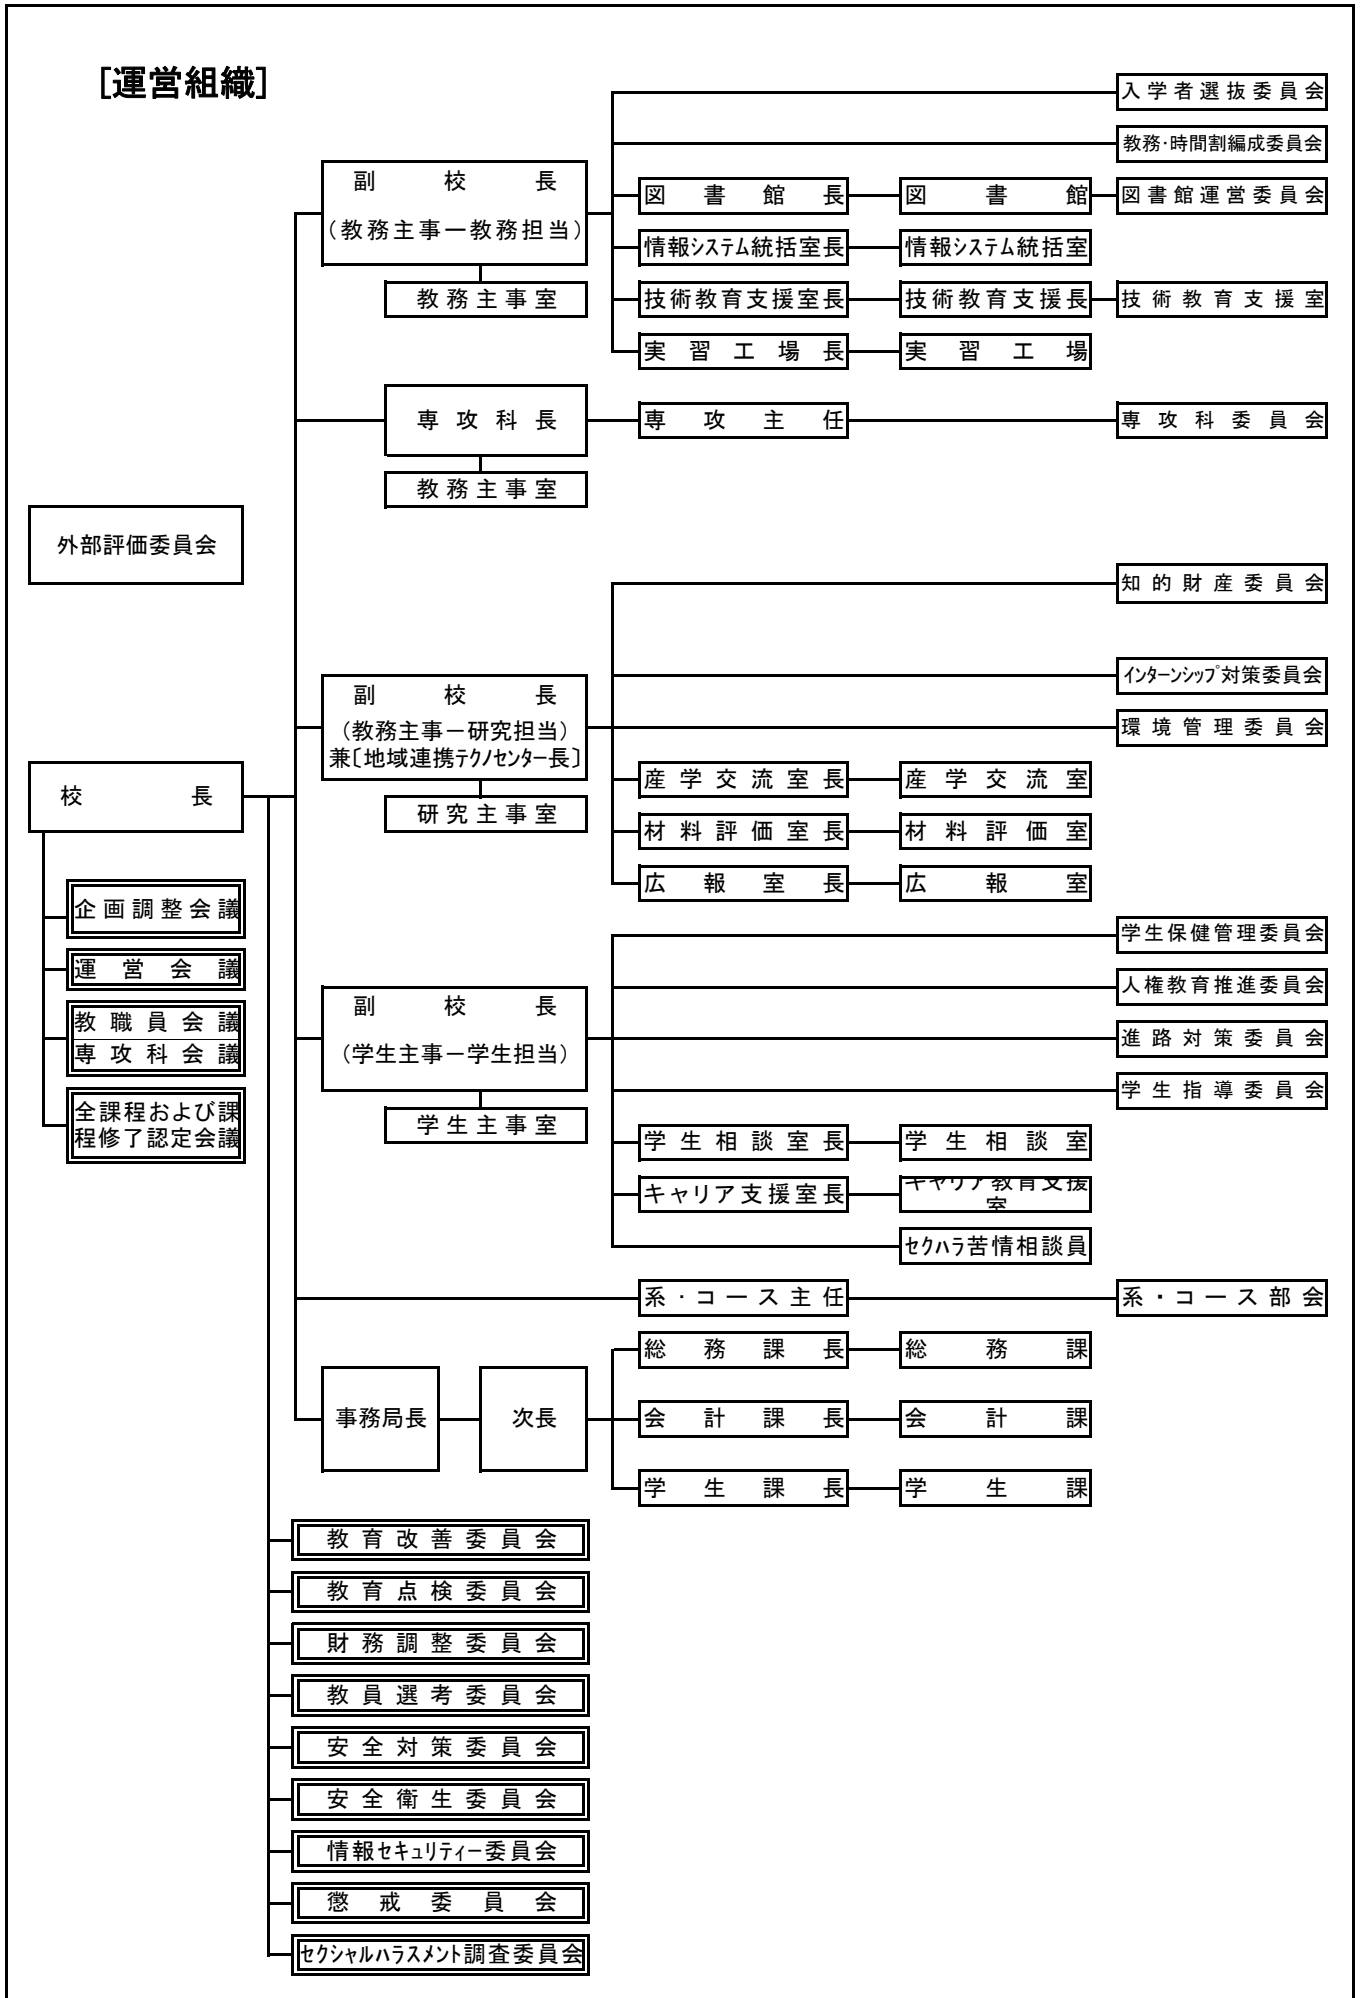 [運営組織]
入学者選抜委員会
教務・時間割編成委員会
副校長
（教務主事ー教務担当）
教務主事室
図書館長
図書館
図書館運営委員会
情報システム統括室長
情報システム統括室
技術教育支援室長
技術教育支援長
技術教育支援室
実習工場長
実習工場
専攻科長
教務主事室
専攻主任
専攻科委員会
外部評価委員会
知的財産委員会
インターンシップ対策委員会
環境管理委員会
副校長
（教務主事ー研究担当）
兼〔地域連携テクノセンター長〕
研究主事室
産学交流室長
産学交流室
材料評価室長
材料評価室
広報室長
広報室
校長
企画調整会議
運営会議
教職員会議
専攻科会議
全課程および課
程修了認定会議
学生保健管理委員会
人権教育推進委員会
進路対策委員会
学生指導委員会
副校長
（学生主事ー学生担当）
学生主事室
学生相談室長
学生相談室
キャリア支援室長
キャリア教育支援
室
セクハラ苦情相談員
系・コース主任
系・コース部会
事務局長
次長
総務課長
総務課
会計課長
会計課
学生課長
学生課
教育改善委員会
教育点検委員会
財務調整委員会
教員選考委員会
安全対策委員会
安全衛生委員会
情報セキュリティー委員会
懲戒委員会
セクシャルハラスメント調査委員会